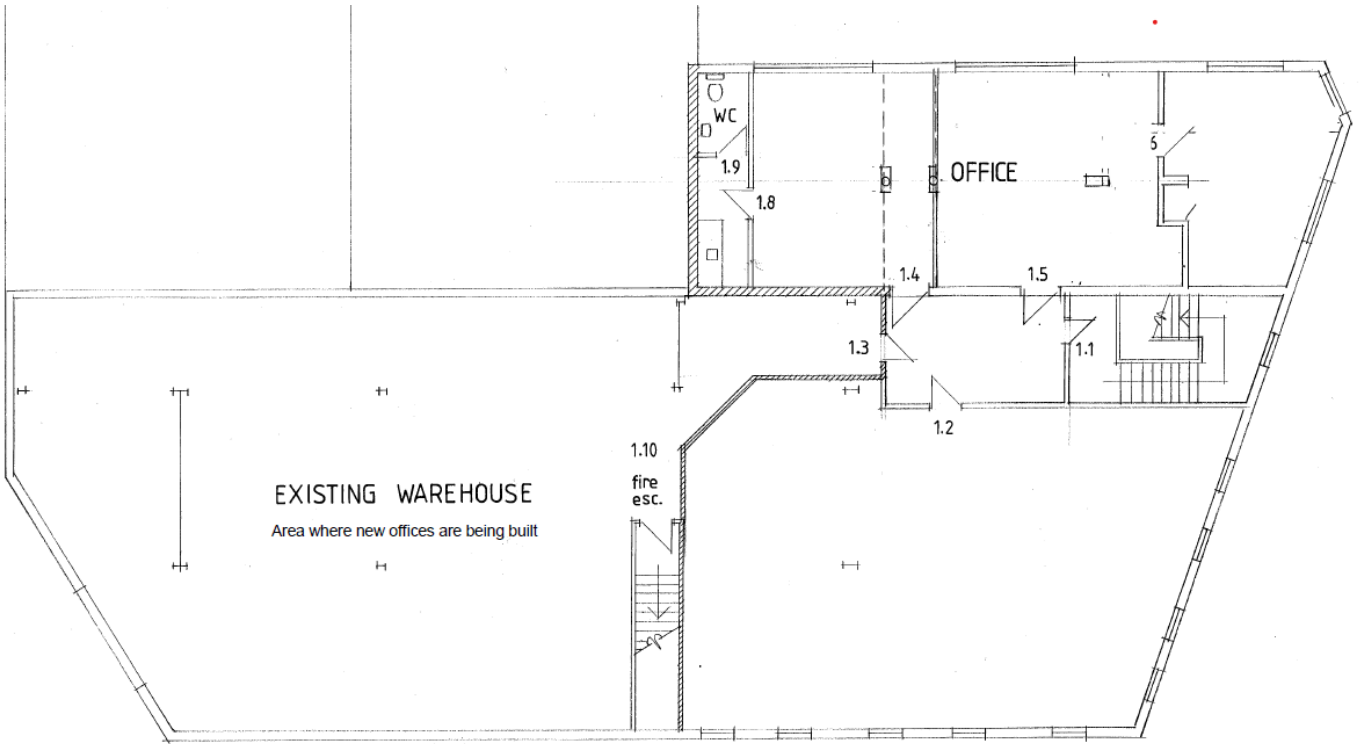 WC
1.9
1.8
OFFICE
6
1.4
1.5
1.3
1.1
1.2
1.10
fire
esc.
EXISTING WAREHOUSE
Area where new offices are being built